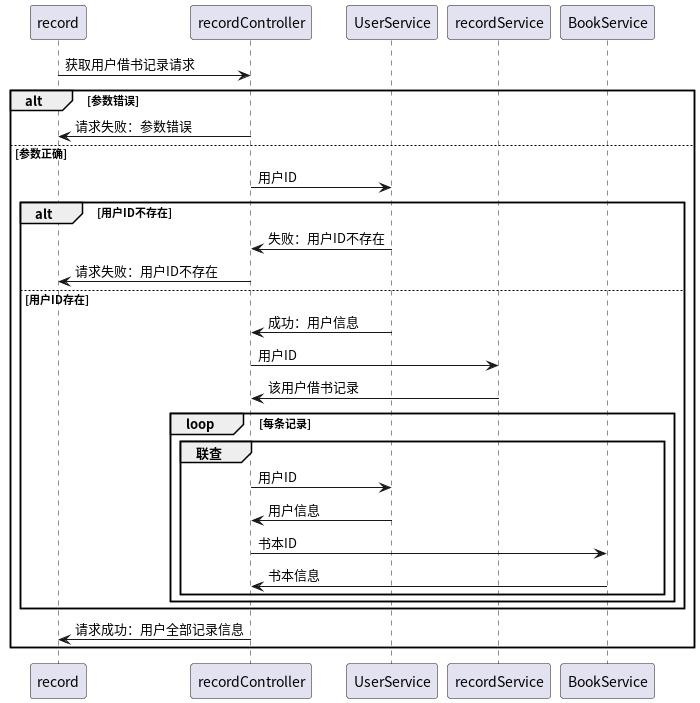 record
recordController
UserService
recordService
BookService
获取用户借书记录请求
alt
[参数错误]
请求失败：参数错误
[参数正确]
用户ID
alt
[用户ID不存在]
失败：用户ID不存在
请求失败：用户ID不存在
[用户ID存在]
成功：用户信息
用户ID
该用户借书记录
loop
[每条记录]
联查
用户ID
用户信息
书本ID
书本信息
请求成功：用户全部记录信息
record
recordController
UserService
recordService
BookService